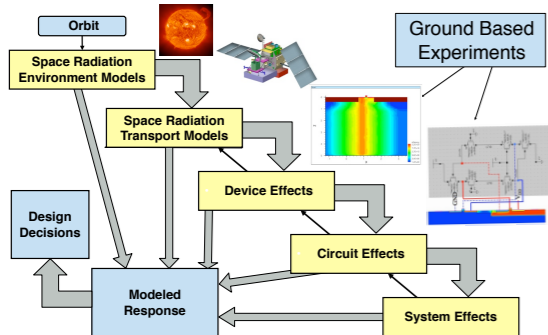 Orbit
Space Radiation
Environment Models
Ground Based
Experiments
Space Radiation
Transport Models
Device Effects
Design
Decisions
Circuit Effects
Modeled
Response
System Effects